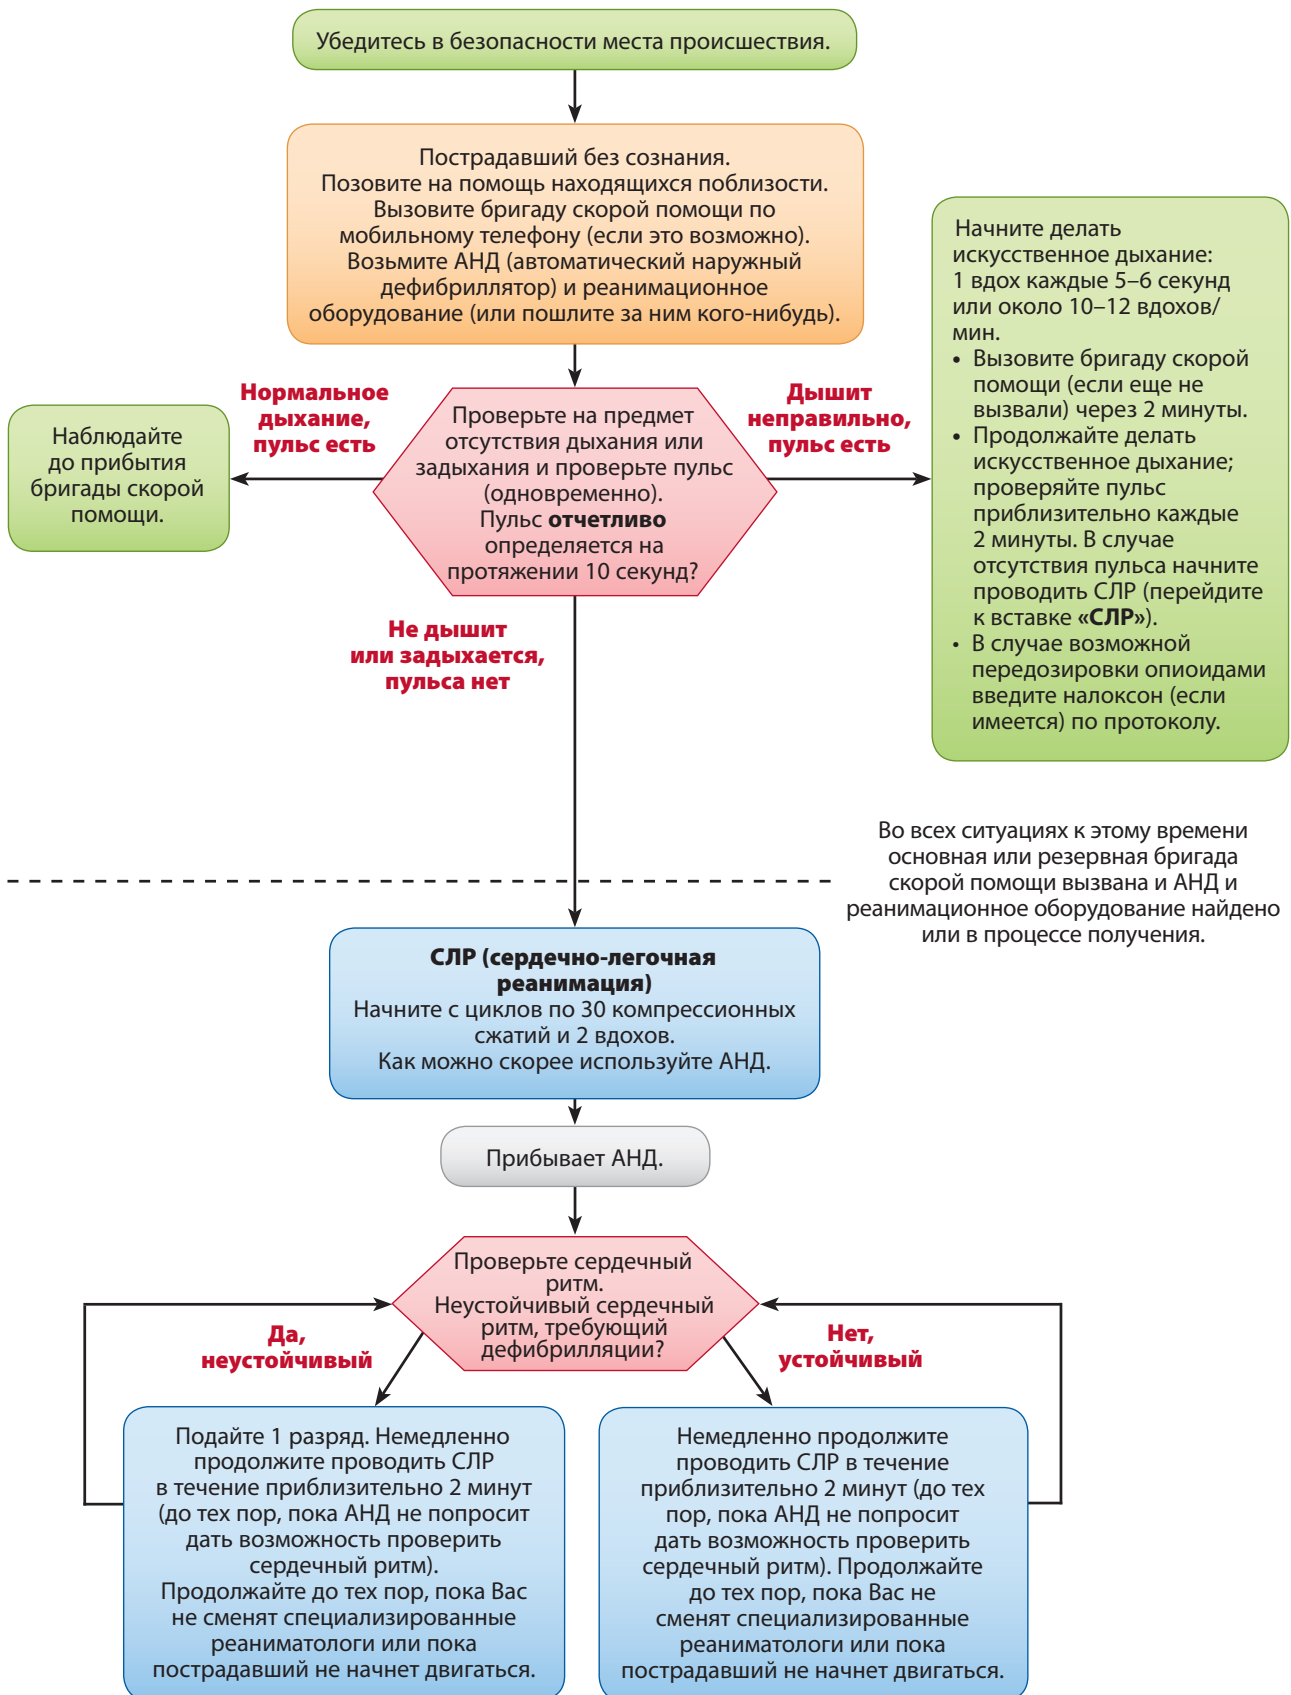 Убедитесь в безопасности места происшествия.
Пострадавший без сознания.
Позовите на помощь находящихся поблизости.
Вызовите бригаду скорой помощи по
мобильному телефону (если это возможно).
Возьмите АНД (автоматический наружный
дефибриллятор) и реанимационное
оборудование (или пошлите за ним кого-нибудь).
Нормальное
дыхание,
пульс есть
Наблюдайте
до прибытия
бригады скорой
помощи.
Проверьте на предмет
отсутствия дыхания или
задыхания и проверьте пульс
(одновременно).
Пульс отчетливо
определяется на
протяжении 10 секунд?
Дышит
неправильно,
пульс есть
Начните делать
искусственное дыхание:
1 вдох каждые 5–6 секунд
или около 10–12 вдохов/
мин.
• Вызовите бригаду скорой
помощи (если еще не
вызвали) через 2 минуты.
• Продолжайте делать
искусственное дыхание;
проверяйте пульс
приблизительно каждые
2 минуты. В случае
отсутствия пульса начните
проводить СЛР (перейдите
к вставке «СЛР»).
• В случае возможной
передозировки опиоидами
введите налоксон (если
имеется) по протоколу.
Не дышит
или задыхается,
пульса нет
Во всех ситуациях к этому времени
основная или резервная бригада
скорой помощи вызвана и АНД и
реанимационное оборудование найдено
или в процессе получения.
СЛР (сердечно-легочная
реанимация)
Начните с циклов по 30 компрессионных
сжатий и 2 вдохов.
Как можно скорее используйте АНД.
Прибывает АНД.
Проверьте сердечный
ритм.
Неустойчивый сердечный
ритм, требующий
дефибрилляции?
Да,
неустойчивый
Нет,
устойчивый
Подайте 1 разряд. Немедленно
продолжите проводить СЛР
в течение приблизительно 2 минут
(до тех пор, пока АНД не попросит
дать возможность проверить
сердечный ритм).
Продолжайте до тех пор, пока Вас
не сменят специализированные
реаниматологи или пока
пострадавший не начнет двигаться.
Немедленно продолжите
проводить СЛР в течение
приблизительно 2 минут (до тех
пор, пока АНД не попросит
дать возможность проверить
сердечный ритм). Продолжайте
до тех пор, пока Вас не
сменят специализированные
реаниматологи или пока
пострадавший не начнет двигаться.